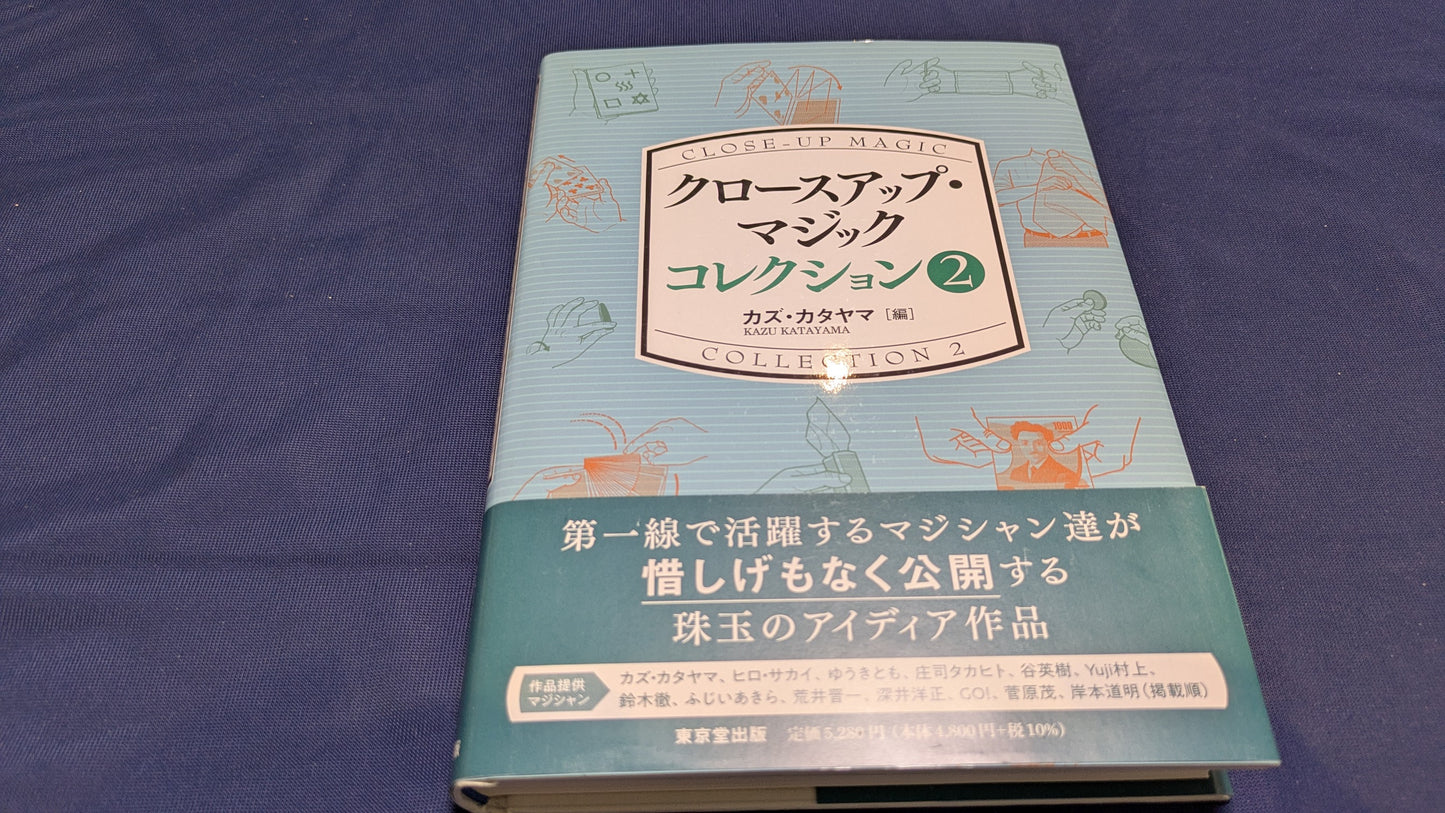 CLOSE-UP MAGIC
クロースアップ・
マジック
コレクション2
カズ・カタヤマ [編]
KAZU KATAYAMA
COLLECTION 2
1000
第一線で活躍するマジシャン達が
惜しげもなく公開する
珠玉のアイディア作品
作品提供
マジシャン
カズ・カタヤマ、ヒロ・サカイ、ゆうきとも、庄司タカヒト、谷英樹、Yuji村上、
鈴木徹、ふじいあきら、荒井晋一、深井洋正、GO!、菅原茂、岸本道明(掲載順)
東京堂出版 定価5,280円(本体4,800円+税10%)